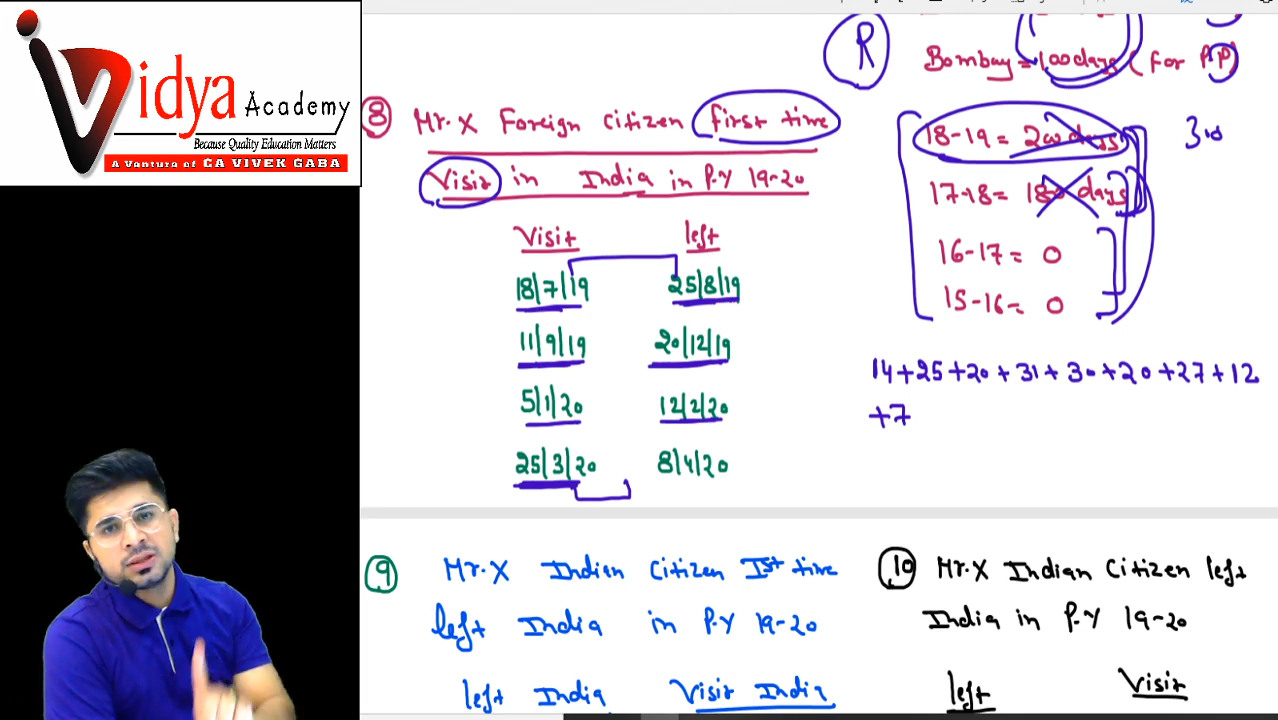 Vidya
Academy
Because Quality Education Matters
A Ventura of CA VIVEK GABA
R
Bombay = 100 days (for P.P)
18-19 = 200 days
310
17-18 = 180 days
16-17 = 0
15-16 = 0
8 Mr. X Foreign Citizen first time
Visit in India in P.Y 19-20
Visit left
18/7/19 25/8/19
11/9/19 20/12/19
5/1/20 12/2/20
25/3/20 8/4/20
14+25+20+31+30+20+27+12
+7
9 Mr. X Indian Citizen Ist time
left India in P.Y 19-20
left India Visit India
10 Mr. X Indian Citizen left
India in P.Y 19-20
left Visit